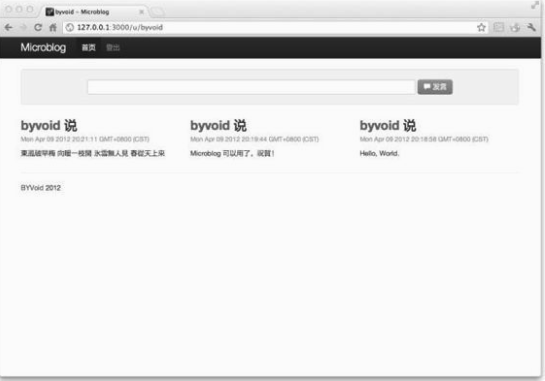 byvoid - Microblog
127.0.0.1:3000/u/byvoid
Microblog 首页 登出
发言
byvoid 说
Mon Apr 09 2012 20:21:11 GMT+0800 (CST)
東風破早梅 向暖一枝開 冰雪無人見 春從天上來
byvoid 说
Mon Apr 09 2012 20:19:44 GMT+0800 (CST)
Microblog 可以用了，祝賀！
byvoid 说
Mon Apr 09 2012 20:18:58 GMT+0800 (CST)
Hello, World.
BYVoid 2012